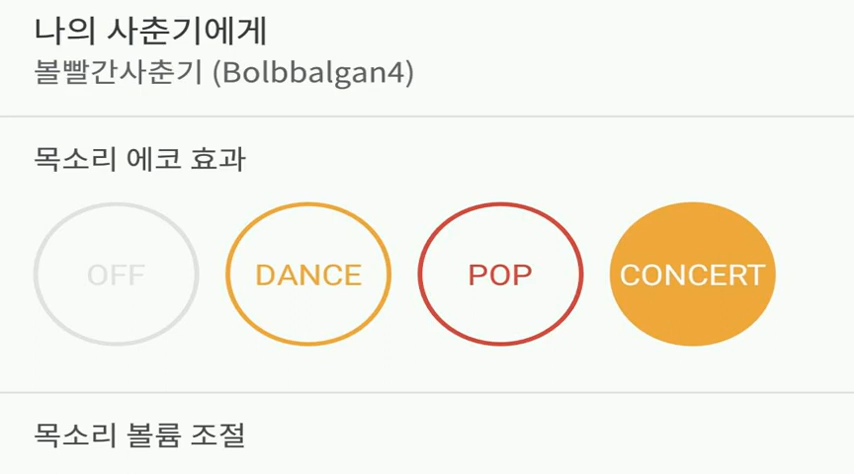 나의 사춘기에게
볼빨간사춘기 (Bolbbalgan4)
목소리 에코 효과
OFF DANCE POP CONCERT
목소리 볼륨 조절